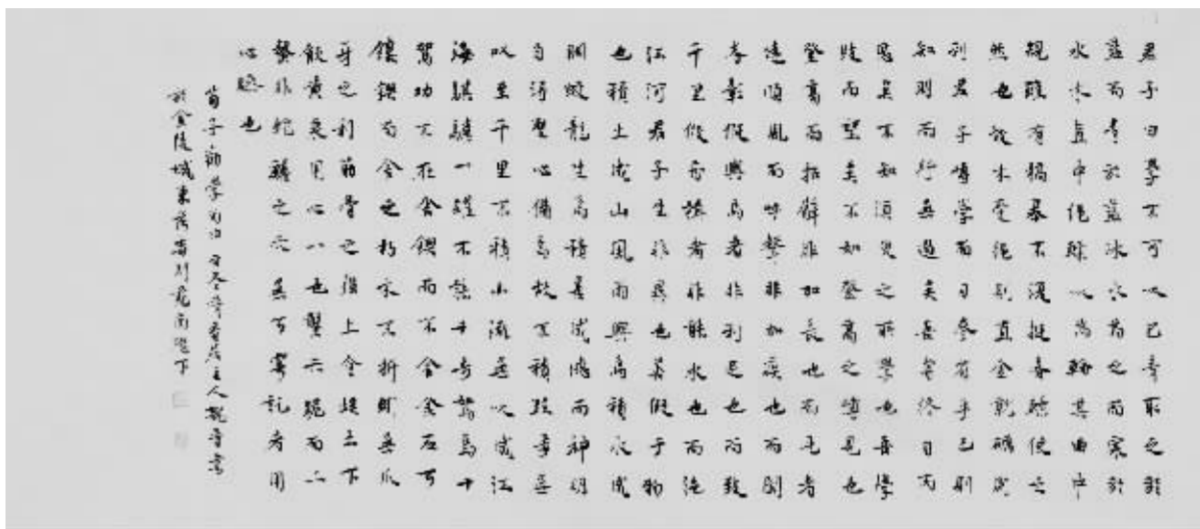 君子曰學不可以已青取之於
藍而青於藍冰水為之而寒於
水木直中繩輮以為輪其曲中
規雖有槁暴不復挺者輮使之
然也故木受繩則直金就礪則
利君子博學而日參省乎己則
知明而行無過矣吾嘗終日而
思矣不如須臾之所學也吾嘗
跂而望矣不如登高之博見也
登高而招臂非加長也而見者
遠順風而呼聲非加疾也而聞
者彰假輿馬者非利足也而致
千里假舟楫者非能水也而絕
江河君子生非異也善假于物
也積土成山風雨興焉積水成
淵蛟龍生焉積善成德而神明
自得聖心備焉故不積跬步無
以至千里不積小流無以成江
海騏驥一躍不能十步駑馬十
駕功不在舍鍥而不舍金石可
鏤鍥而舍之朽木不折蚓無爪
牙之利筋骨之強上食埃土下
飲黃泉用心一也蟹六跪而二
螯非蛇鱔之穴無可寄託者用
心躁也
荀子勸學 主人
於金陵城東 下